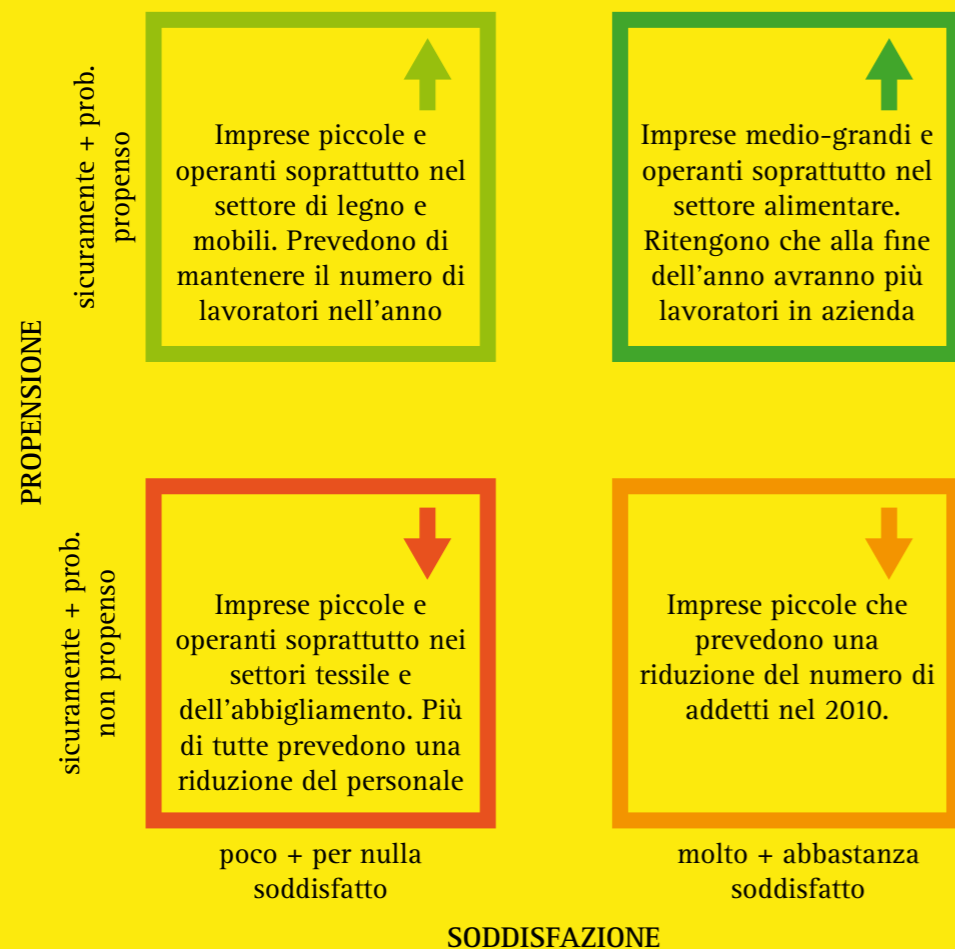 PROPENSIONE
sicuramente + prob.
propenso
Imprese piccole e
operanti soprattutto nel
settore di legno e
mobili. Prevedono di
mantenere il numero di
lavoratori nell'anno
Imprese medio-grandi e
operanti soprattutto nel
settore alimentare.
Ritengono che alla fine
dell'anno avranno più
lavoratori in azienda
sicuramente + prob.
non propenso
Imprese piccole e
operanti soprattutto nei
settori tessile e
dell'abbigliamento. Più
di tutte prevedono una
riduzione del personale
Imprese piccole che
prevedono una
riduzione del numero di
addetti nel 2010.
poco + per nulla
soddisfatto
molto + abbastanza
soddisfatto
SODDISFAZIONE